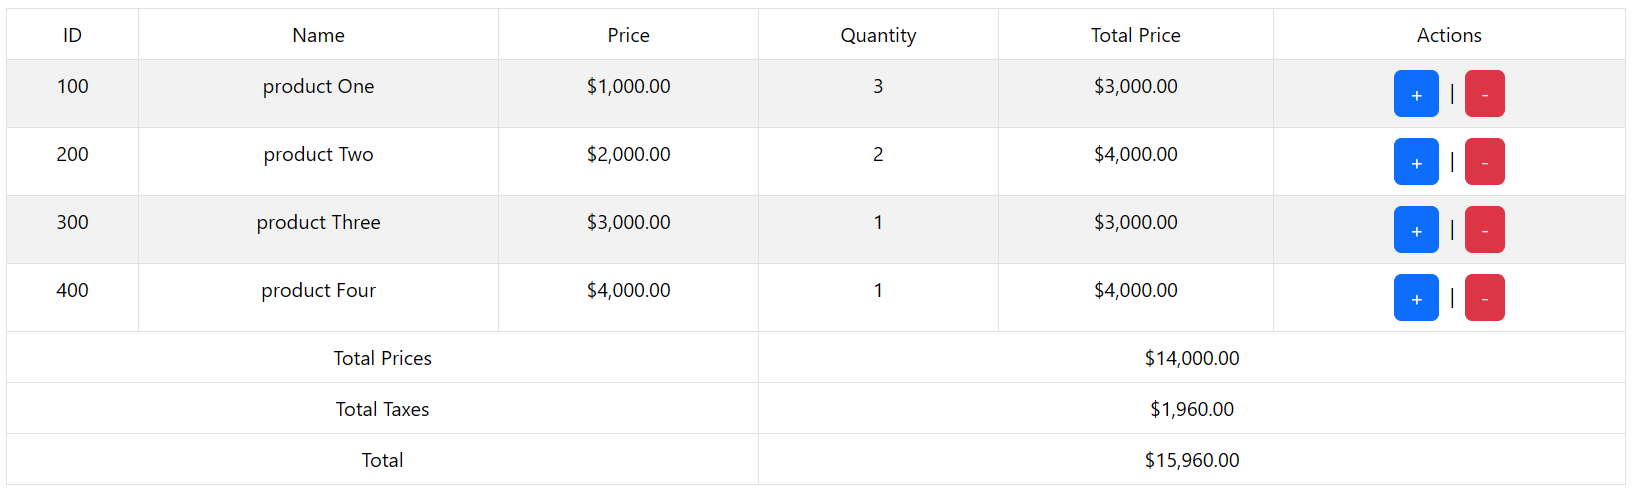 ID Name Price Quantity Total Price Actions
100 product One $1,000.00 3 $3,000.00 + | -
200 product Two $2,000.00 2 $4,000.00 + | -
300 product Three $3,000.00 1 $3,000.00 + | -
400 product Four $4,000.00 1 $4,000.00 + | -
Total Prices $14,000.00
Total Taxes $1,960.00
Total $15,960.00